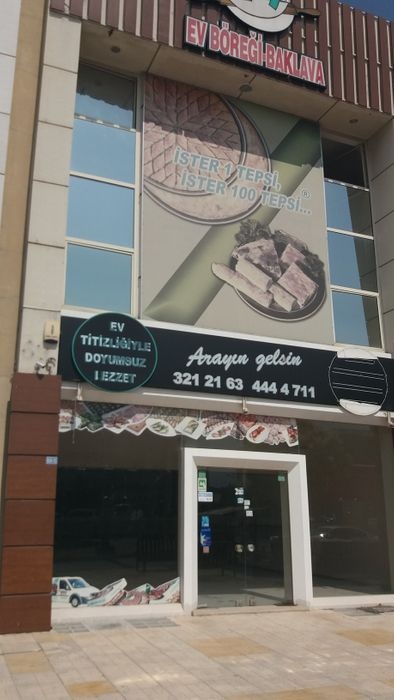 EV BÖREĞİ-BAKLAVA
İSTER 1 TEPSİ,
İSTER 100 TEPSİ...®
EV
TİTİZLİĞİYLE
DOYUMSUZ
LEZZET
Arayın gelsin
321 21 63 444 4 711